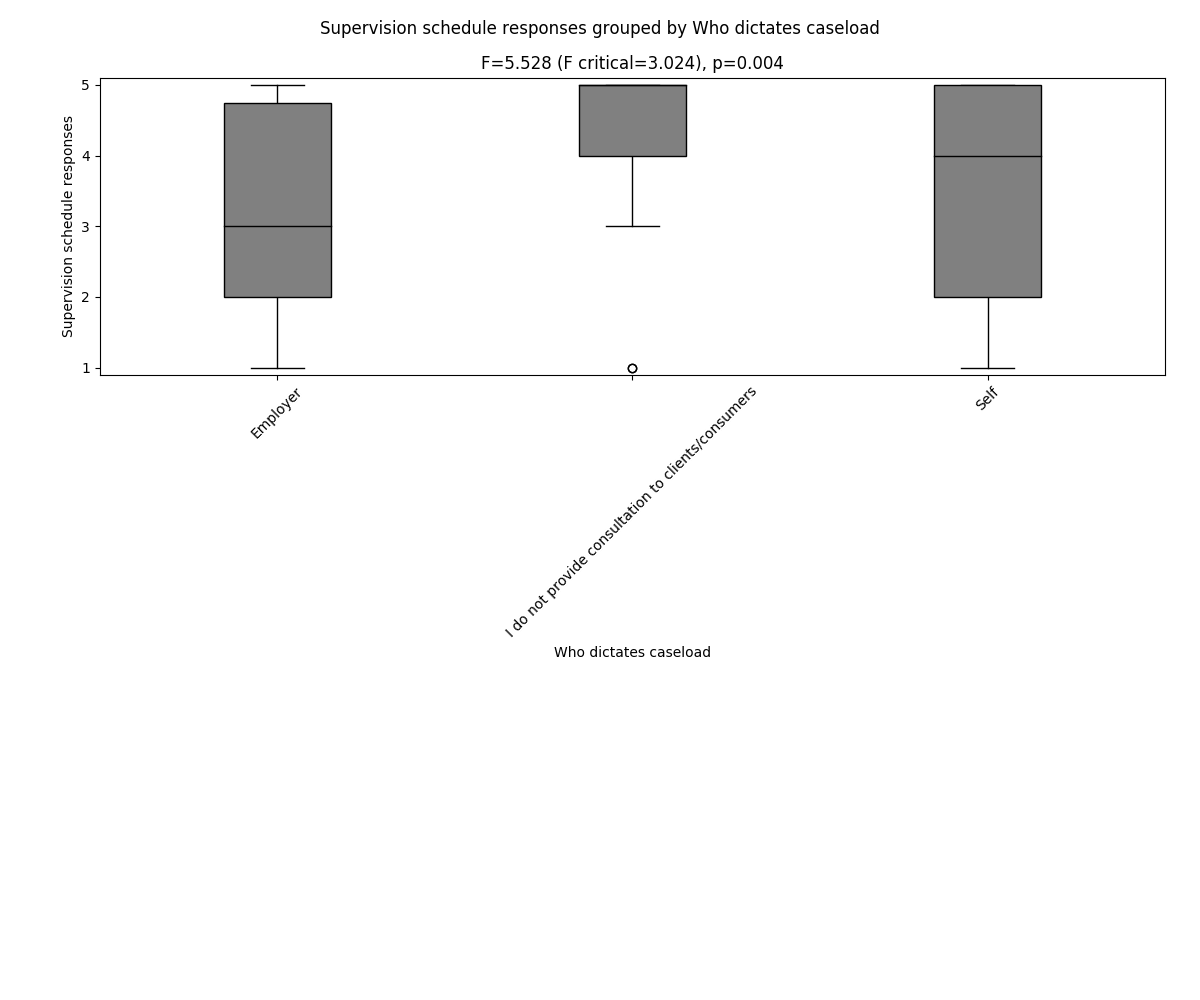 Supervision schedule responses grouped by Who dictates caseload
F=5.528 (F critical=3.024), p=0.004
Supervision schedule responses
5
4
3
2
1
Employer
I do not provide consultation to clients/consumers
Self
Who dictates caseload